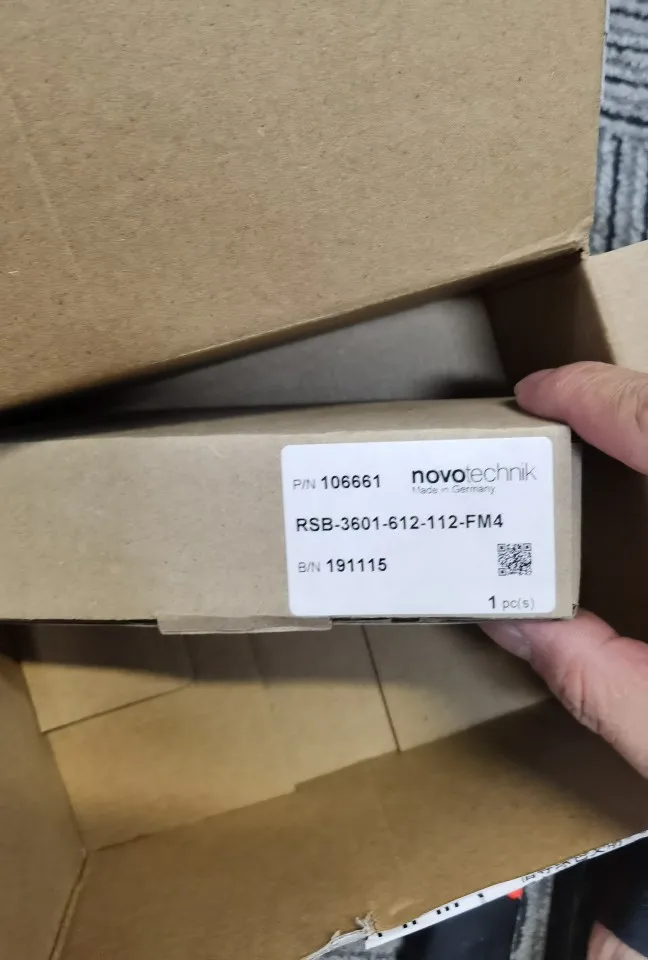 P/N 106661 novotechnik
Made in Germany
RSB-3601-612-112-FM4
B/N 191115
1 pc(s)